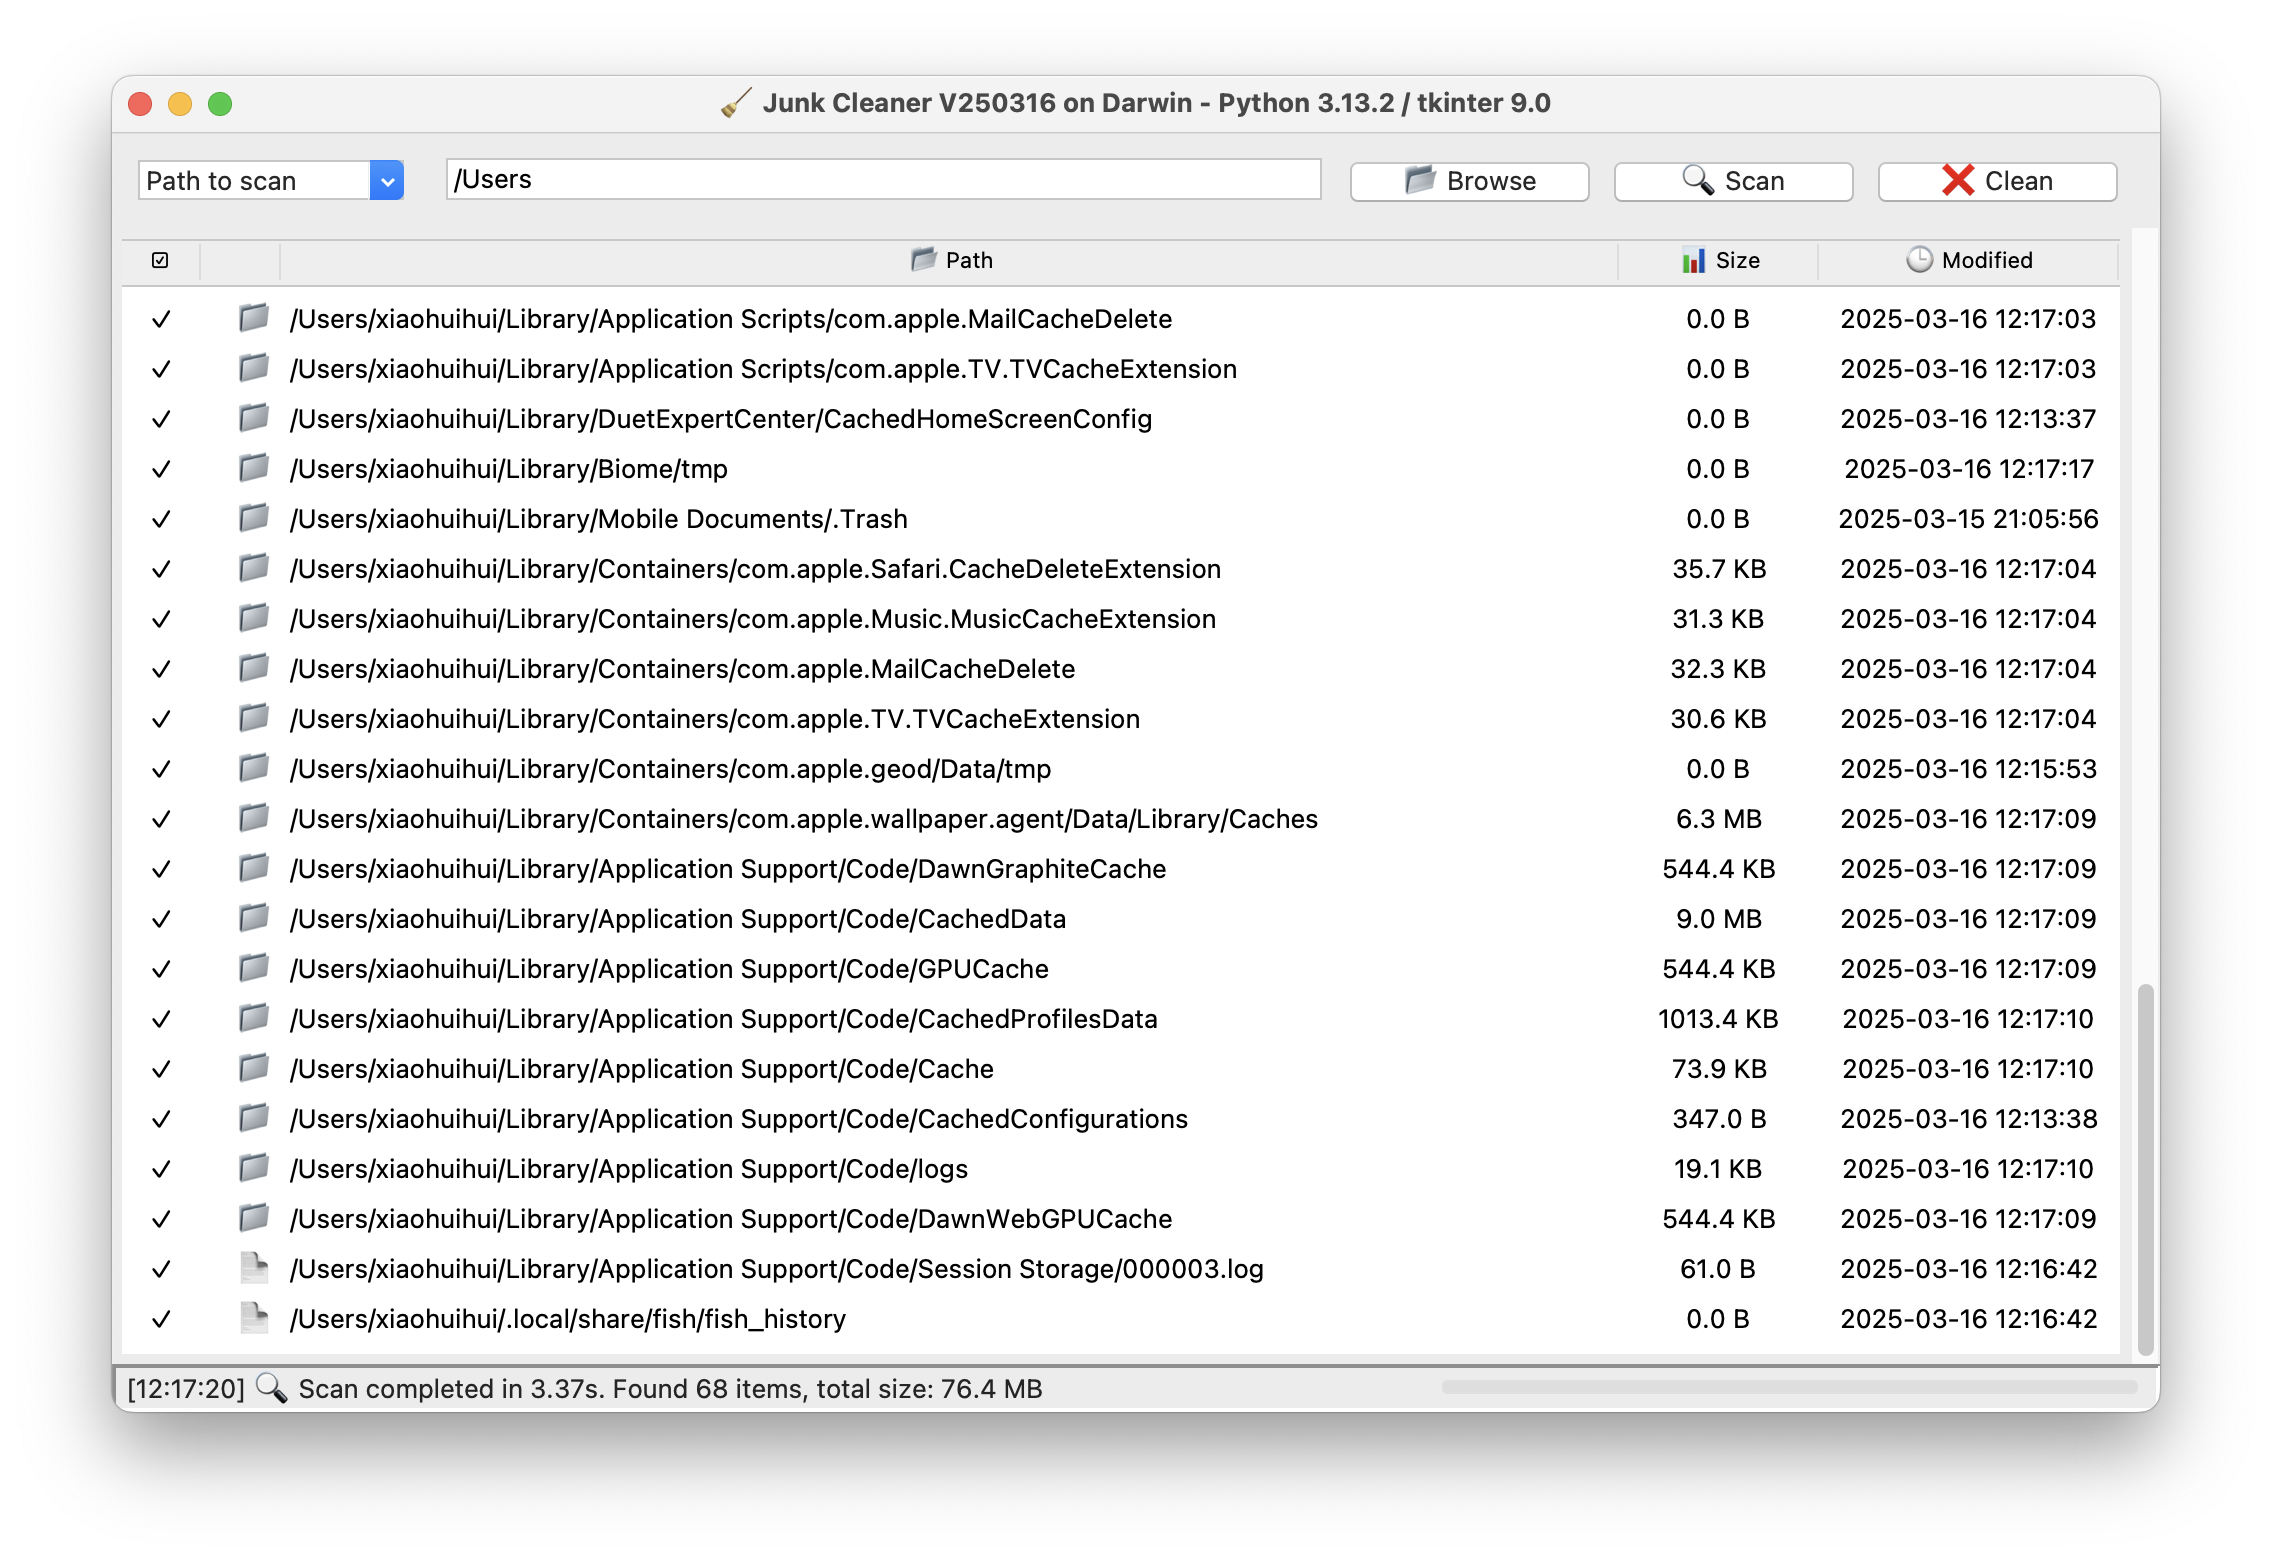 Junk Cleaner V250316 on Darwin - Python 3.13.2 / tkinter 9.0
Path to scan /Users Browse Scan Clean
Path Size Modified
/Users/xiaohuihui/Library/Application Scripts/com.apple.MailCacheDelete 0.0 B 2025-03-16 12:17:03
/Users/xiaohuihui/Library/Application Scripts/com.apple.TV.TVCacheExtension 0.0 B 2025-03-16 12:17:03
/Users/xiaohuihui/Library/DuetExpertCenter/CachedHomeScreenConfig 0.0 B 2025-03-16 12:13:37
/Users/xiaohuihui/Library/Biome/tmp 0.0 B 2025-03-16 12:17:17
/Users/xiaohuihui/Library/Mobile Documents/.Trash 0.0 B 2025-03-15 21:05:56
/Users/xiaohuihui/Library/Containers/com.apple.Safari.CacheDeleteExtension 35.7 KB 2025-03-16 12:17:04
/Users/xiaohuihui/Library/Containers/com.apple.Music.MusicCacheExtension 31.3 KB 2025-03-16 12:17:04
/Users/xiaohuihui/Library/Containers/com.apple.MailCacheDelete 32.3 KB 2025-03-16 12:17:04
/Users/xiaohuihui/Library/Containers/com.apple.TV.TVCacheExtension 30.6 KB 2025-03-16 12:17:04
/Users/xiaohuihui/Library/Containers/com.apple.geod/Data/tmp 0.0 B 2025-03-16 12:15:53
/Users/xiaohuihui/Library/Containers/com.apple.wallpaper.agent/Data/Library/Caches 6.3 MB 2025-03-16 12:17:09
/Users/xiaohuihui/Library/Application Support/Code/DawnGraphiteCache 544.4 KB 2025-03-16 12:17:09
/Users/xiaohuihui/Library/Application Support/Code/CachedData 9.0 MB 2025-03-16 12:17:09
/Users/xiaohuihui/Library/Application Support/Code/GPUCache 544.4 KB 2025-03-16 12:17:09
/Users/xiaohuihui/Library/Application Support/Code/CachedProfilesData 1013.4 KB 2025-03-16 12:17:10
/Users/xiaohuihui/Library/Application Support/Code/Cache 73.9 KB 2025-03-16 12:17:10
/Users/xiaohuihui/Library/Application Support/Code/CachedConfigurations 347.0 B 2025-03-16 12:13:38
/Users/xiaohuihui/Library/Application Support/Code/logs 19.1 KB 2025-03-16 12:17:10
/Users/xiaohuihui/Library/Application Support/Code/DawnWebGPUCache 544.4 KB 2025-03-16 12:17:09
/Users/xiaohuihui/Library/Application Support/Code/Session Storage/000003.log 61.0 B 2025-03-16 12:16:42
/Users/xiaohuihui/.local/share/fish/fish_history 0.0 B 2025-03-16 12:16:42
[12:17:20] Scan completed in 3.37s. Found 68 items, total size: 76.4 MB